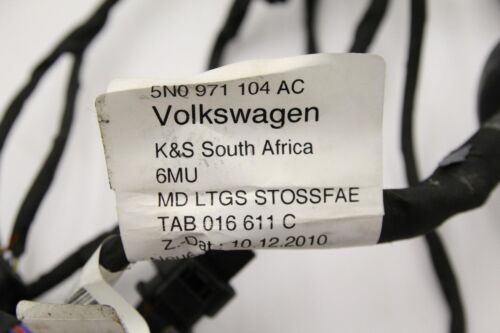 5N0 971 104 AC
Volkswagen
K&S South Africa
6MU
MD LTGS STOSSFAE
TAB 016 611 C
Z.-Dat.: 10.12.2010